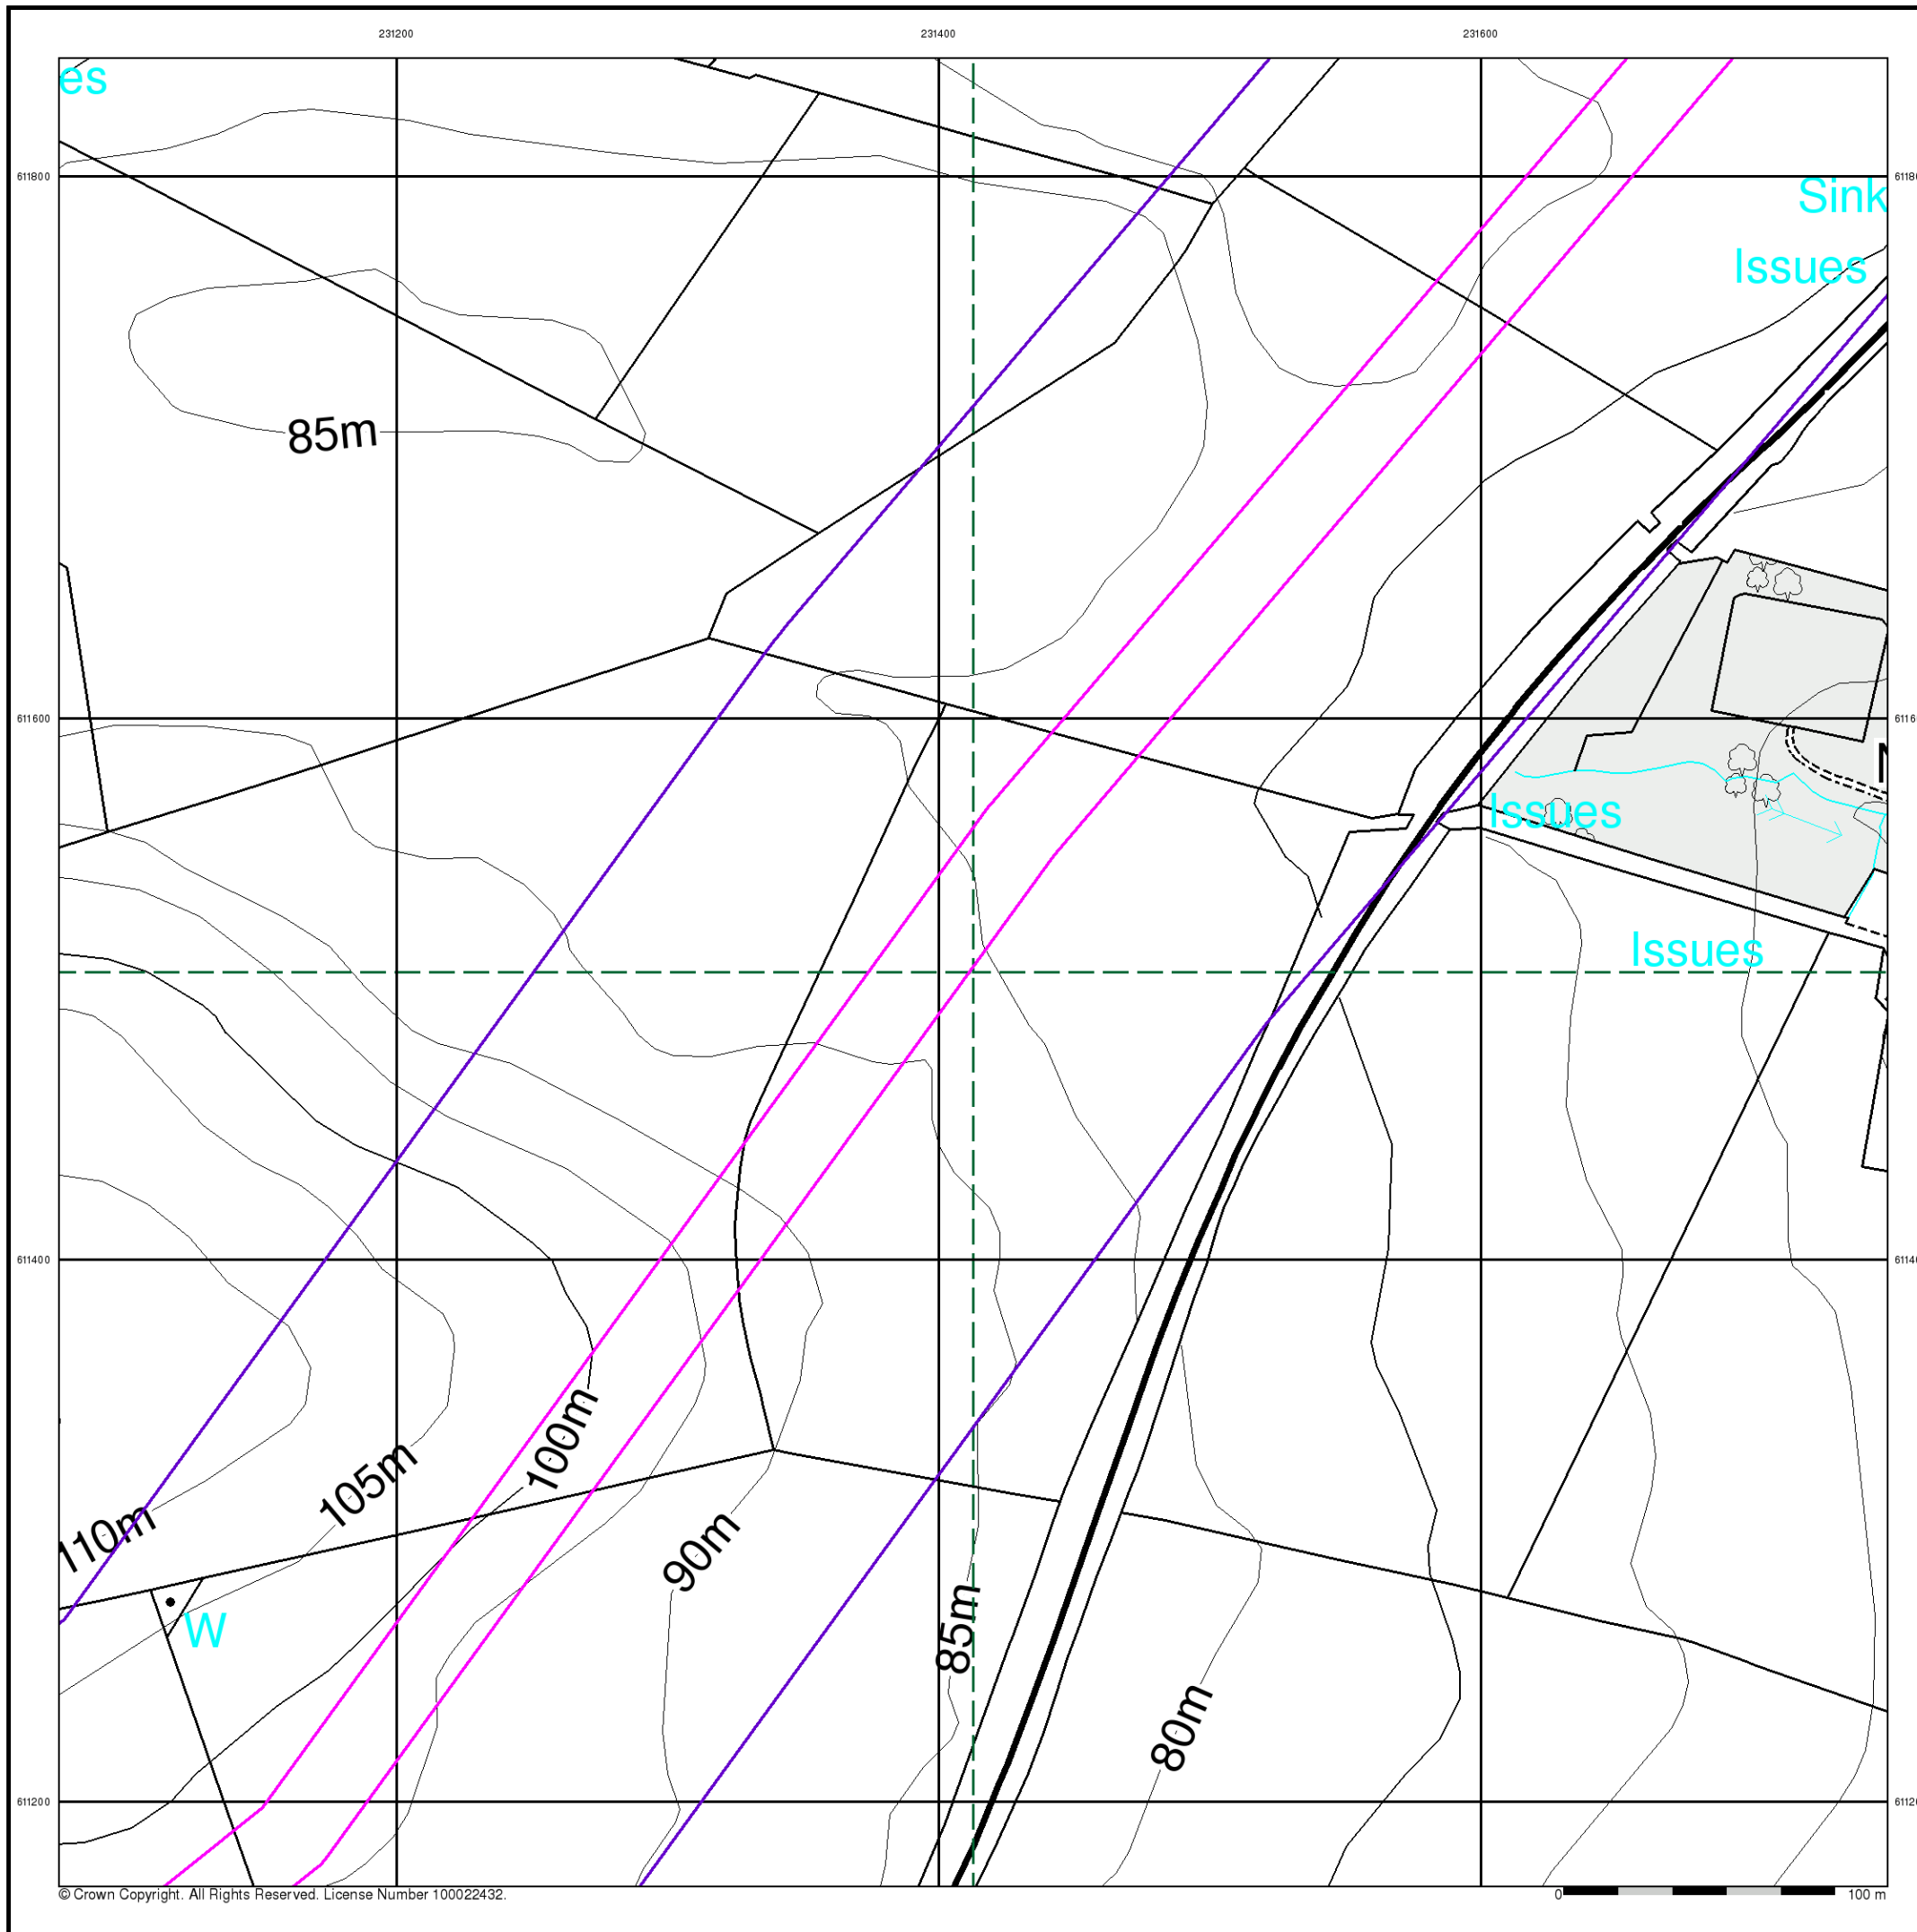 231200 231400 231600
es
611800
Sink
Issues
85m
611600
Issues
Issues
611400
100m
105m
110m
90m
85m
W
80m
611200
© Crown Copyright. All Rights Reserved. License Number 100022432.
0 100 m